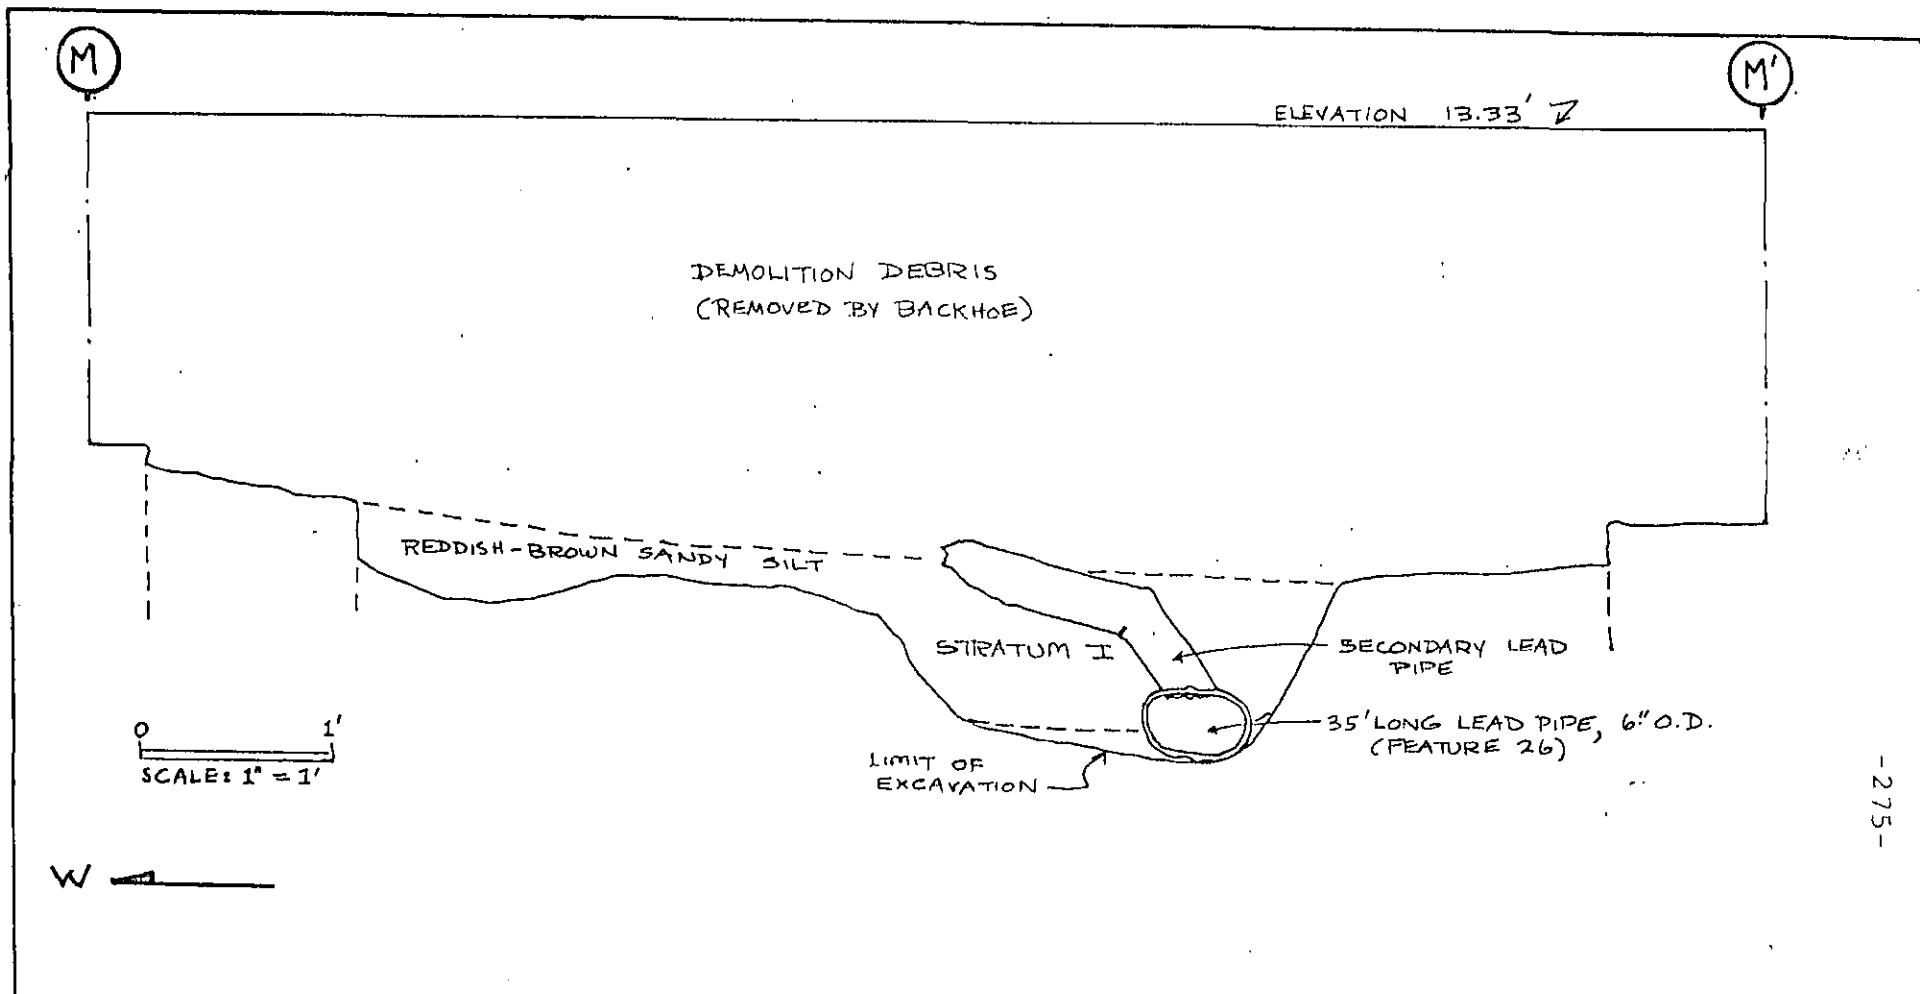 M
M'
ELEVATION 13.33'
DEMOLITION DEBRIS
(REMOVED BY BACKHOE)
REDDISH-BROWN SANDY SILT
STRATUM I
SECONDARY LEAD
PIPE
35' LONG LEAD PIPE, 6" O.D.
(FEATURE 26)
LIMIT OF
EXCAVATION
0 1'
SCALE: 1" = 1'
W
-275-